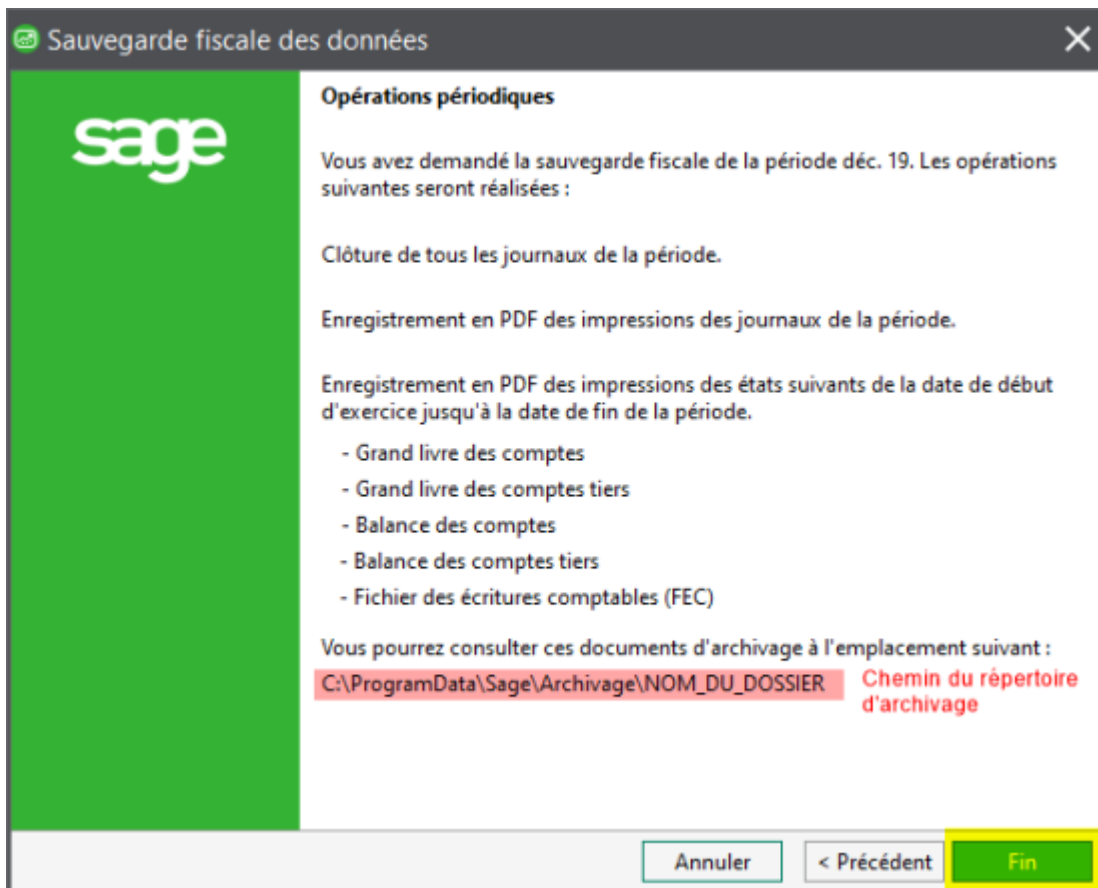 Sauvegarde fiscale des données
sage
Opérations périodiques
Vous avez demandé la sauvegarde fiscale de la période déc. 19. Les opérations
suivantes seront réalisées :
Clôture de tous les journaux de la période.
Enregistrement en PDF des impressions des journaux de la période.
Enregistrement en PDF des impressions des états suivants de la date de début
d'exercice jusqu'à la date de fin de la période.
- Grand livre des comptes
- Grand livre des comptes tiers
- Balance des comptes
- Balance des comptes tiers
- Fichier des écritures comptables (FEC)
Vous pourrez consulter ces documents d'archivage à l'emplacement suivant :
C:\ProgramData\Sage\Archivage\NOM_DU_DOSSIER
Chemin du répertoire
d'archivage
Annuler
< Précédent
Fin